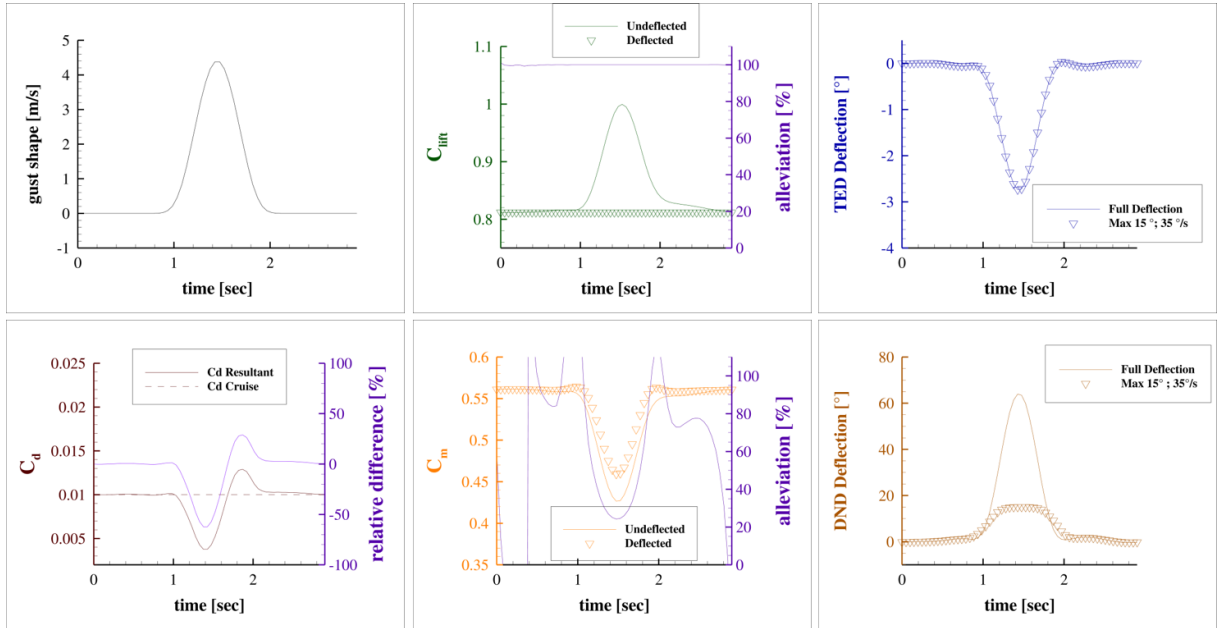 gust shape [m/s]
5
4
3
2
1
0
-1
0 1 2
time [sec]
Undeflected
Deflected
C_lift
1.1
1
0.9
0.8
100
80
60
40
20
0
alleviation [%]
0 1 2
time [sec]
TED Deflection [°]
0
-1
-2
-3
-4
Full Deflection
Max 15 °; 35 °/s
0 1 2
time [sec]
C_d
0.025
0.02
0.015
0.01
0.005
Cd Resultant
Cd Cruise
100
50
0
-50
-100
relative difference [%]
0 1 2
time [sec]
C_m
0.6
0.55
0.5
0.45
0.4
0.35
Undeflected
Deflected
100
80
60
40
20
0
alleviation [%]
0 1 2
time [sec]
DND Deflection [°]
80
60
40
20
0
Full Deflection
Max 15° ; 35°/s
0 1 2
time [sec]